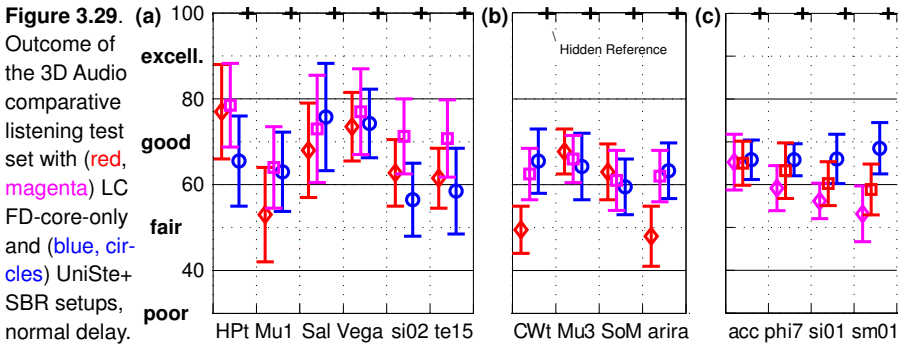 Figure 3.29.
Outcome of
the 3D Audio
comparative
listening test
set with (red,
magenta) LC
FD-core-only
and (blue, cir-
cles) UniSte+
SBR setups,
normal delay.
(a) 100
excell.
80
good
60
fair
40
poor
HPt Mu1 Sal Vega si02 te15
(b)
Hidden Reference
CWt Mu3 SoM arira
(c)
acc phi7 si01 sm01